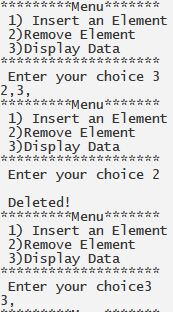 *********Menu*******
1) Insert an Element
2)Remove Element
3)Display Data
********************
Enter your choice 3
2,3,
*********Menu*******
1) Insert an Element
2)Remove Element
3)Display Data
********************
Enter your choice 2
Deleted!
*********Menu*******
1) Insert an Element
2)Remove Element
3)Display Data
********************
Enter your choice3
3,